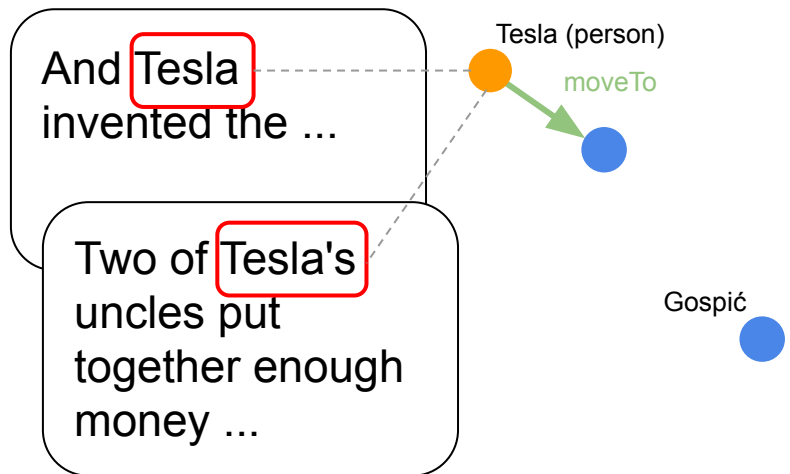 And Tesla
invented the ...
Two of Tesla's
uncles put
together enough
money ...
Tesla (person)
moveTo
Gospić